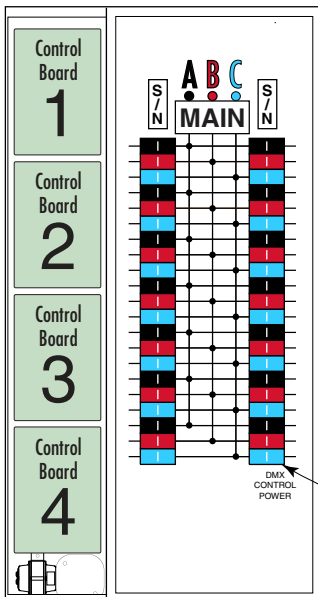 Control
Board
1
Control
Board
2
Control
Board
3
Control
Board
4
A B C
S/N
MAIN
S/N
DMX
CONTROL
POWER